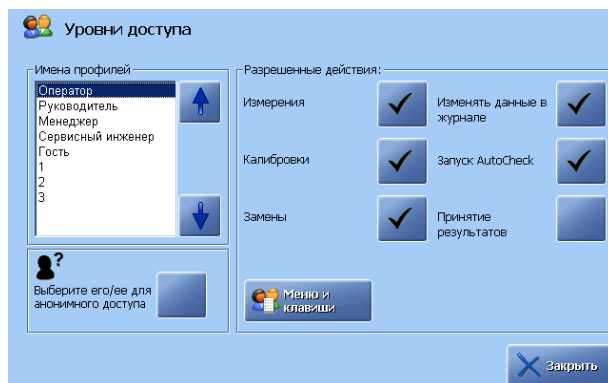 Уровни доступа
Имена профилей
Оператор
Руководитель
Менеджер
Сервисный инженер
Гость
1
2
3
?
Выберите его/ее для
анонимного доступа
Разрешенные действия:
Измерения
Изменять данные в
журнале
Калибровки
Запуск AutoCheck
Замены
Принятие
результатов
Меню и
клавиши
Закрыть